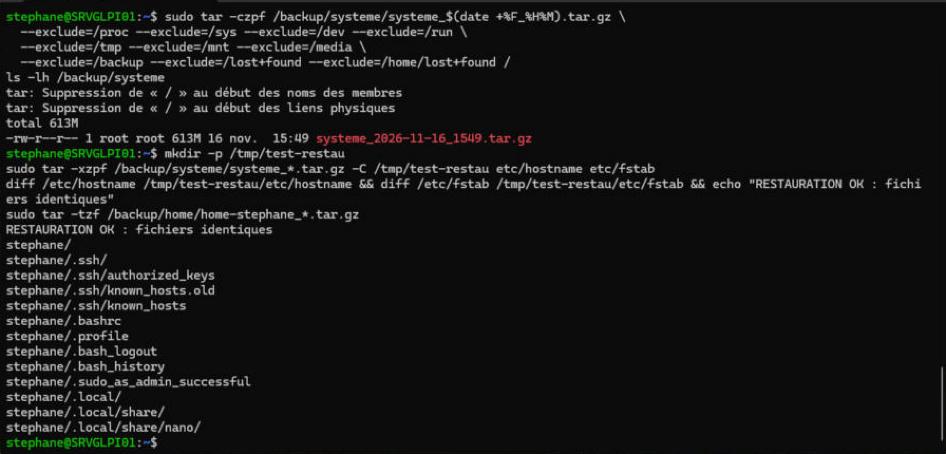 stephane@SRVGLPI01:~$ sudo tar -czpf /backup/systeme/systeme_$(date +%F_%H%M).tar.gz \
  --exclude=/proc --exclude=/sys --exclude=/dev --exclude=/run \
  --exclude=/tmp --exclude=/mnt --exclude=/media \
  --exclude=/backup --exclude=/lost+found --exclude=/home/lost+found /
ls -lh /backup/systeme
tar: Suppression de « / » au début des noms des membres
tar: Suppression de « / » au début des liens physiques
total 613M
-rw-r--r-- 1 root root 613M 16 nov.  15:49 systeme_2026-11-16_1549.tar.gz
stephane@SRVGLPI01:~$ mkdir -p /tmp/test-restau
sudo tar -xzpf /backup/systeme/systeme_*.tar.gz -C /tmp/test-restau etc/hostname etc/fstab
diff /etc/hostname /tmp/test-restau/etc/hostname && diff /etc/fstab /tmp/test-restau/etc/fstab && echo "RESTAURATION OK : fichi
ers identiques"
sudo tar -tzf /backup/home/home-stephane_*.tar.gz
RESTAURATION OK : fichiers identiques
stephane/
stephane/.ssh/
stephane/.ssh/authorized_keys
stephane/.ssh/known_hosts.old
stephane/.ssh/known_hosts
stephane/.bashrc
stephane/.profile
stephane/.bash_logout
stephane/.bash_history
stephane/.sudo_as_admin_successful
stephane/.local/
stephane/.local/share/
stephane/.local/share/nano/
stephane@SRVGLPI01:~$